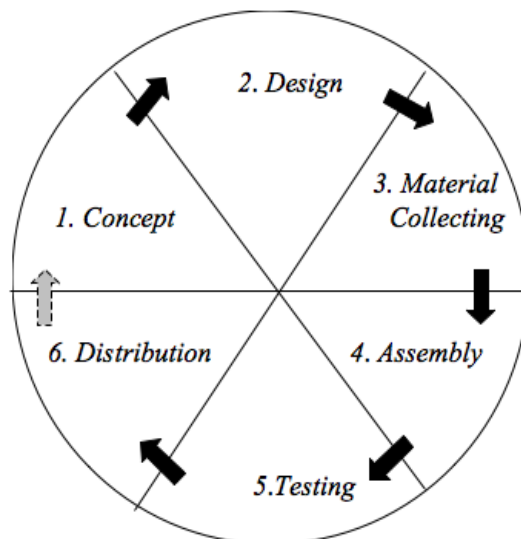 1. Concept
2. Design
3. Material
Collecting
4. Assembly
5.Testing
6. Distribution